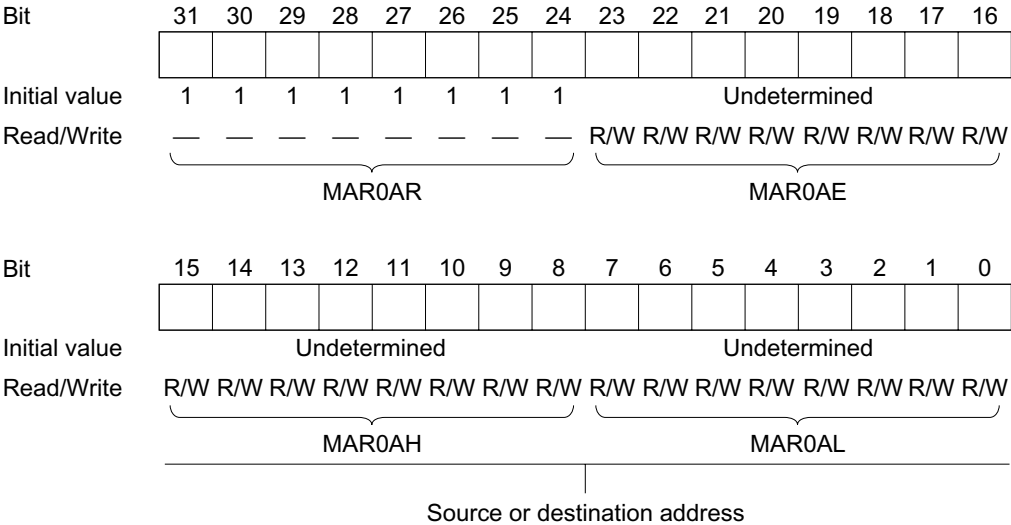 Bit 31 30 29 28 27 26 25 24 23 22 21 20 19 18 17 16
Initial value 1 1 1 1 1 1 1 1 Undetermined
Read/Write — — — — — — — — R/W R/W R/W R/W R/W R/W R/W R/W
MAR0AR MAR0AE
Bit 15 14 13 12 11 10 9 8 7 6 5 4 3 2 1 0
Initial value Undetermined Undetermined
Read/Write R/W R/W R/W R/W R/W R/W R/W R/W R/W R/W R/W R/W R/W R/W R/W R/W
MAR0AH MAR0AL
Source or destination address